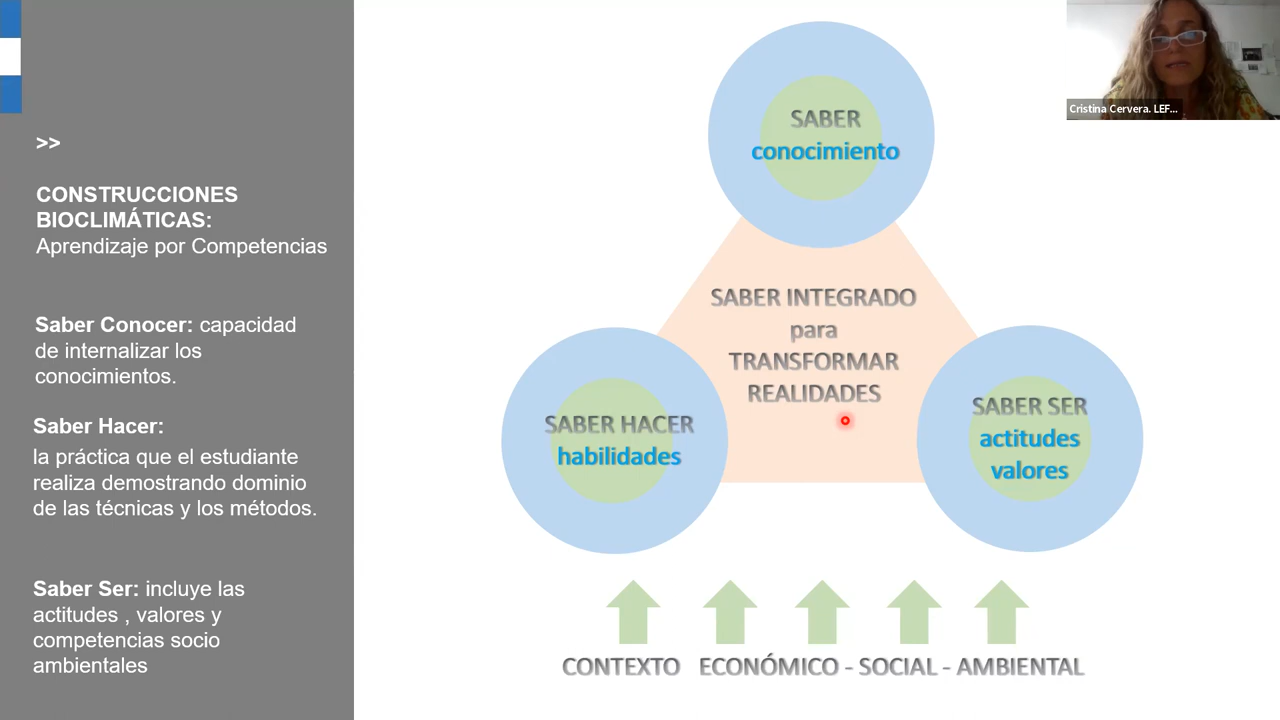 >>
CONSTRUCCIONES
BIOCLIMÁTICAS:
Aprendizaje por Competencias
Saber Conocer: capacidad
de internalizar los
conocimientos.
Saber Hacer:
la práctica que el estudiante
realiza demostrando dominio
de las técnicas y los métodos.
Saber Ser: incluye las
actitudes , valores y
competencias socio
ambientales
SABER
conocimiento
SABER INTEGRADO
para
TRANSFORMAR
REALIDADES
SABER HACER
habilidades
SABER SER
actitudes
valores
CONTEXTO ECONÓMICO - SOCIAL - AMBIENTAL
Cristina Cervera. LEF...